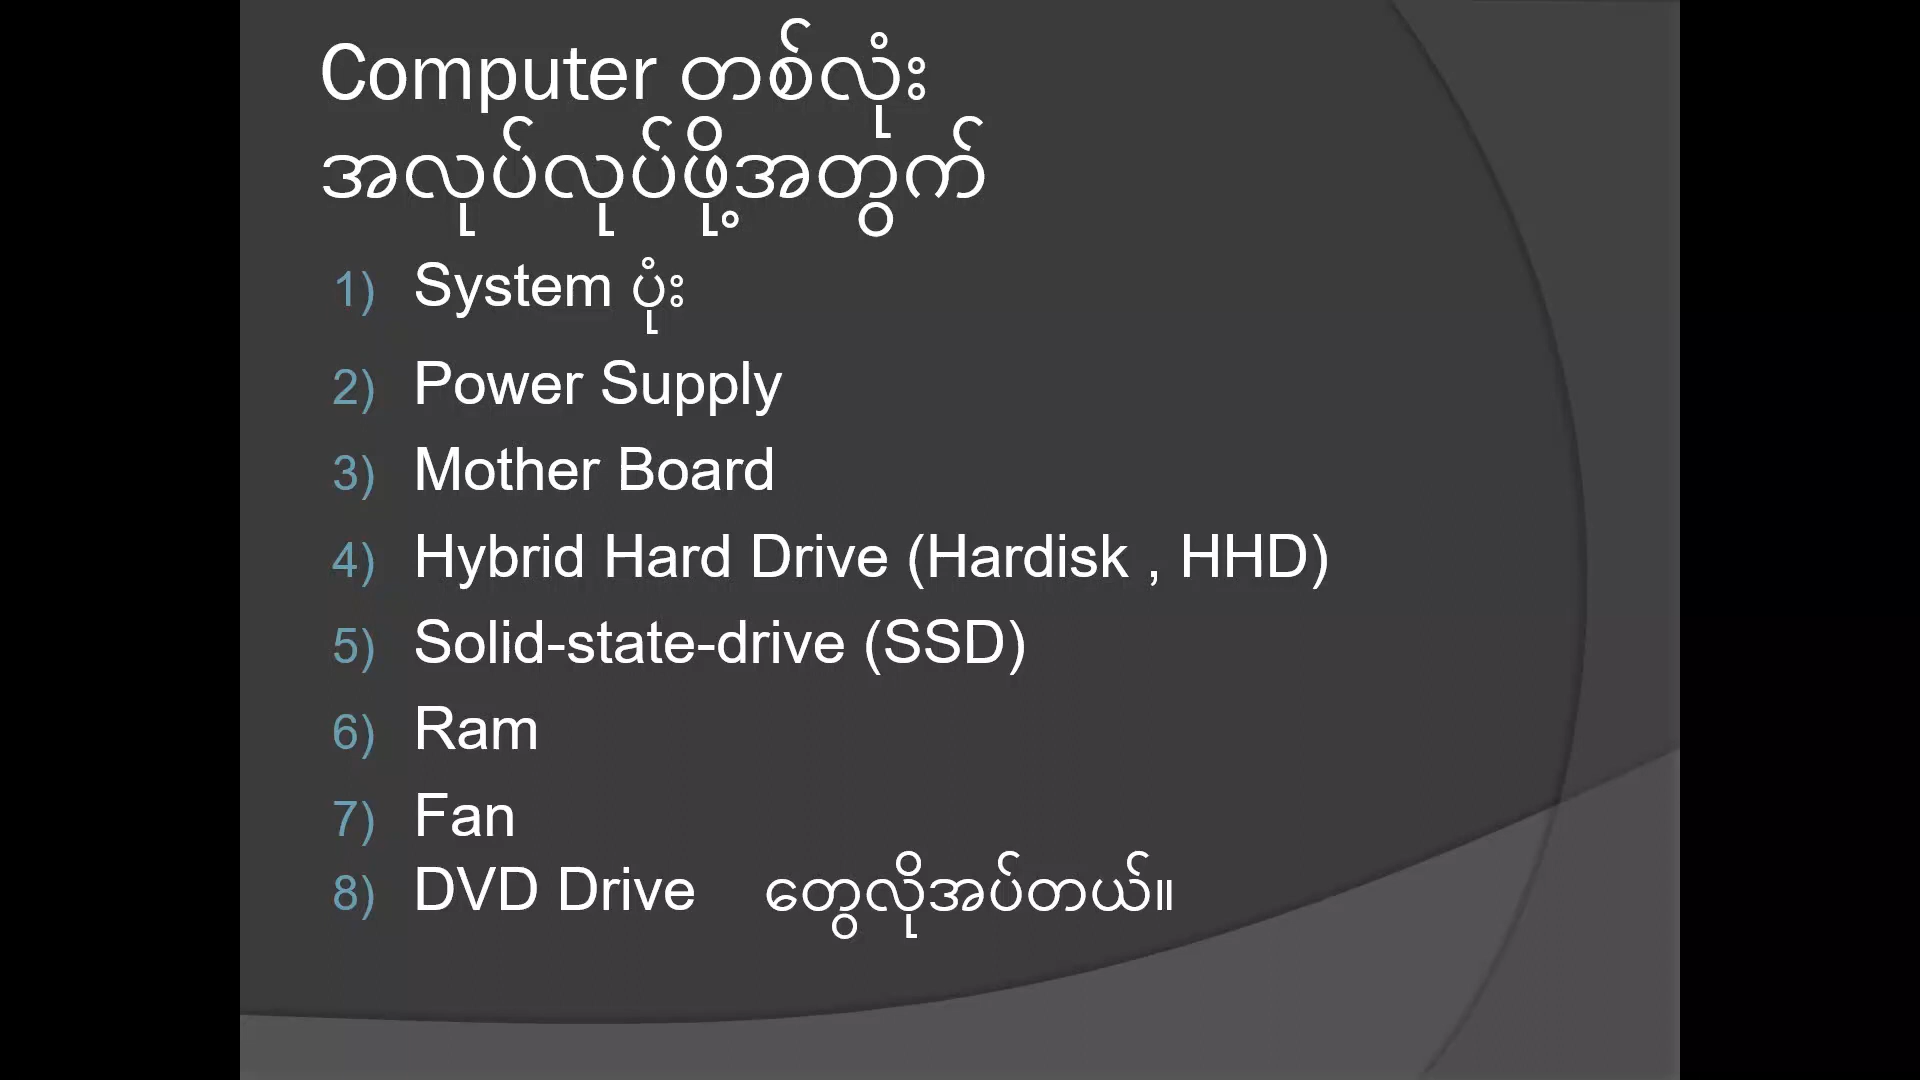 Computer တစ်လုံး
အလုပ်လုပ်ဖို့အတွက်
1) System ပုံး
2) Power Supply
3) Mother Board
4) Hybrid Hard Drive (Hardisk , HHD)
5) Solid-state-drive (SSD)
6) Ram
7) Fan
8) DVD Drive တွေလိုအပ်တယ်။